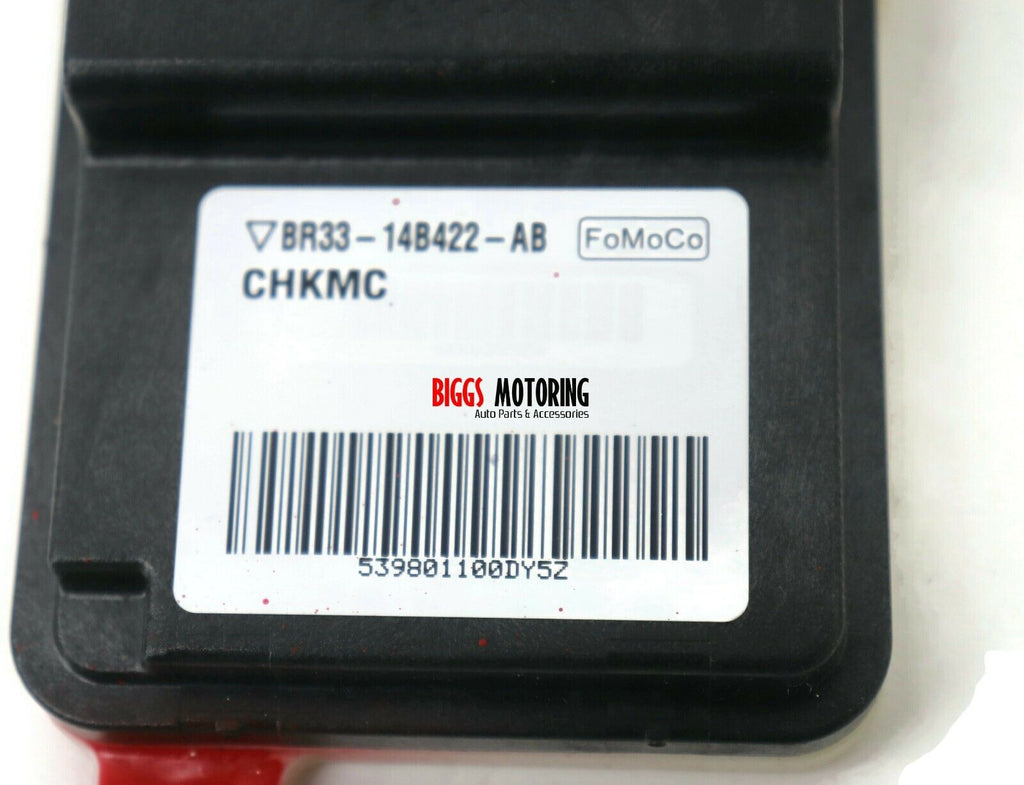 ▽BR33-14B422-AB FoMoCo
CHKMC
BIGGS MOTORING
Auto Parts & Accessories
539801100DY5Z